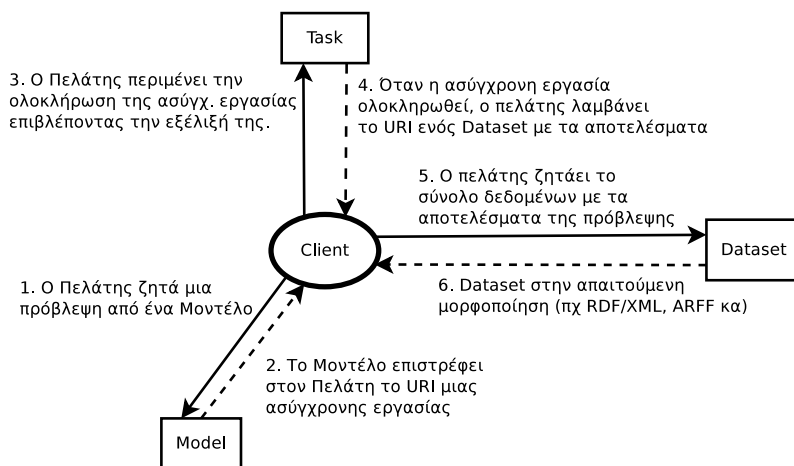 Task
3. Ο Πελάτης περιμένει την
ολοκλήρωση της ασύγχ. εργασίας
επιβλέποντας την εξέλιξή της.
4. Όταν η ασύγχρονη εργασία
ολοκληρωθεί, ο πελάτης λαμβάνει
το URI ενός Dataset με τα αποτελέσματα
5. Ο πελάτης ζητάει το
σύνολο δεδομένων με τα
αποτελέσματα της πρόβλεψης
Client
Dataset
1. Ο Πελάτης ζητά μια
πρόβλεψη από ένα Μοντέλο
6. Dataset στην απαιτούμενη
μορφοποίηση (πχ RDF/XML, ARFF κα)
2. Το Μοντέλο επιστρέφει
στον Πελάτη το URI μιας
ασύγχρονης εργασίας
Model